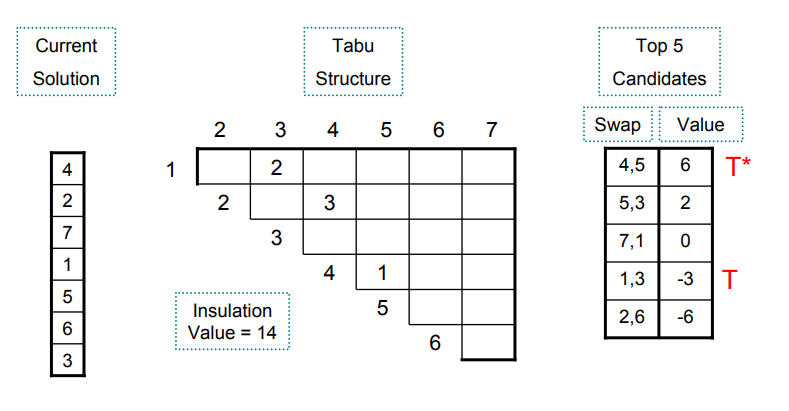 Current
Solution
Tabu
Structure
Top 5
Candidates
Swap Value
2 3 4 5 6 7
1 2
2 3
3
4 1
5
6
4
2
7
1
5
6
3
Insulation
Value = 14
4,5 6 T*
5,3 2
7,1 0
1,3 -3 T
2,6 -6